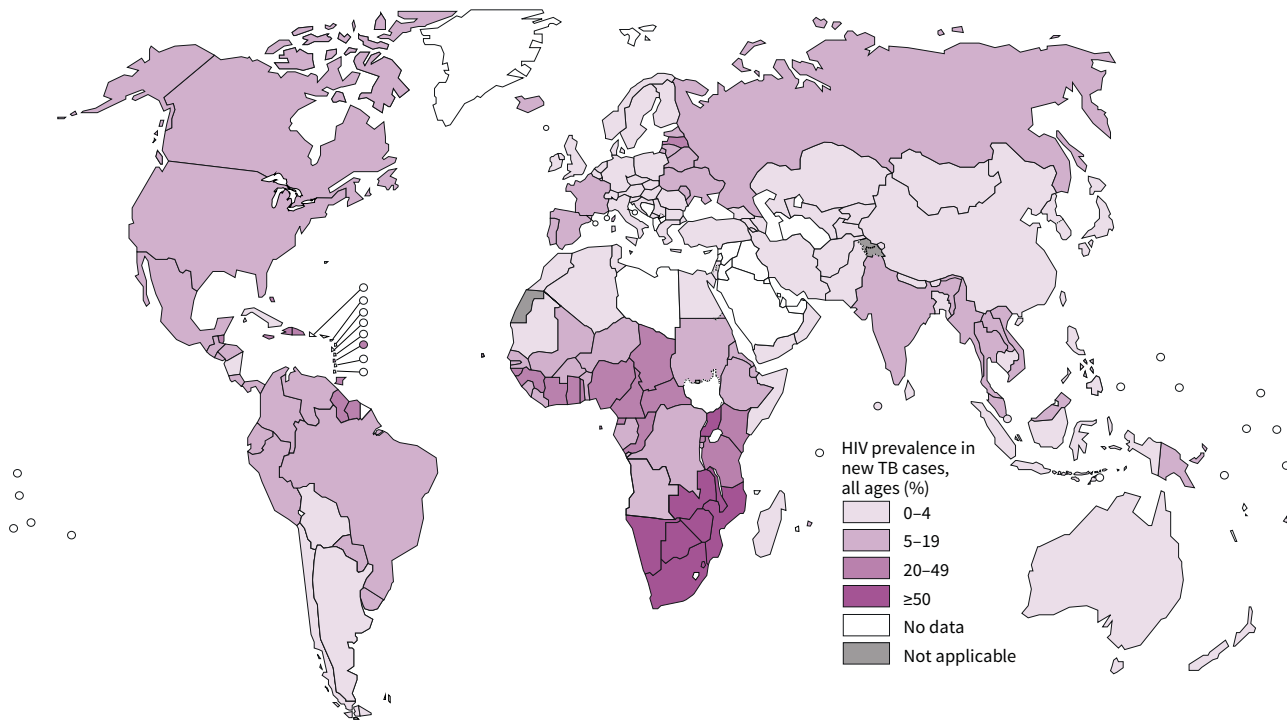 HIV prevalence in
new TB cases,
all ages (%)
0–4
5–19
20–49
≥50
No data
Not applicable